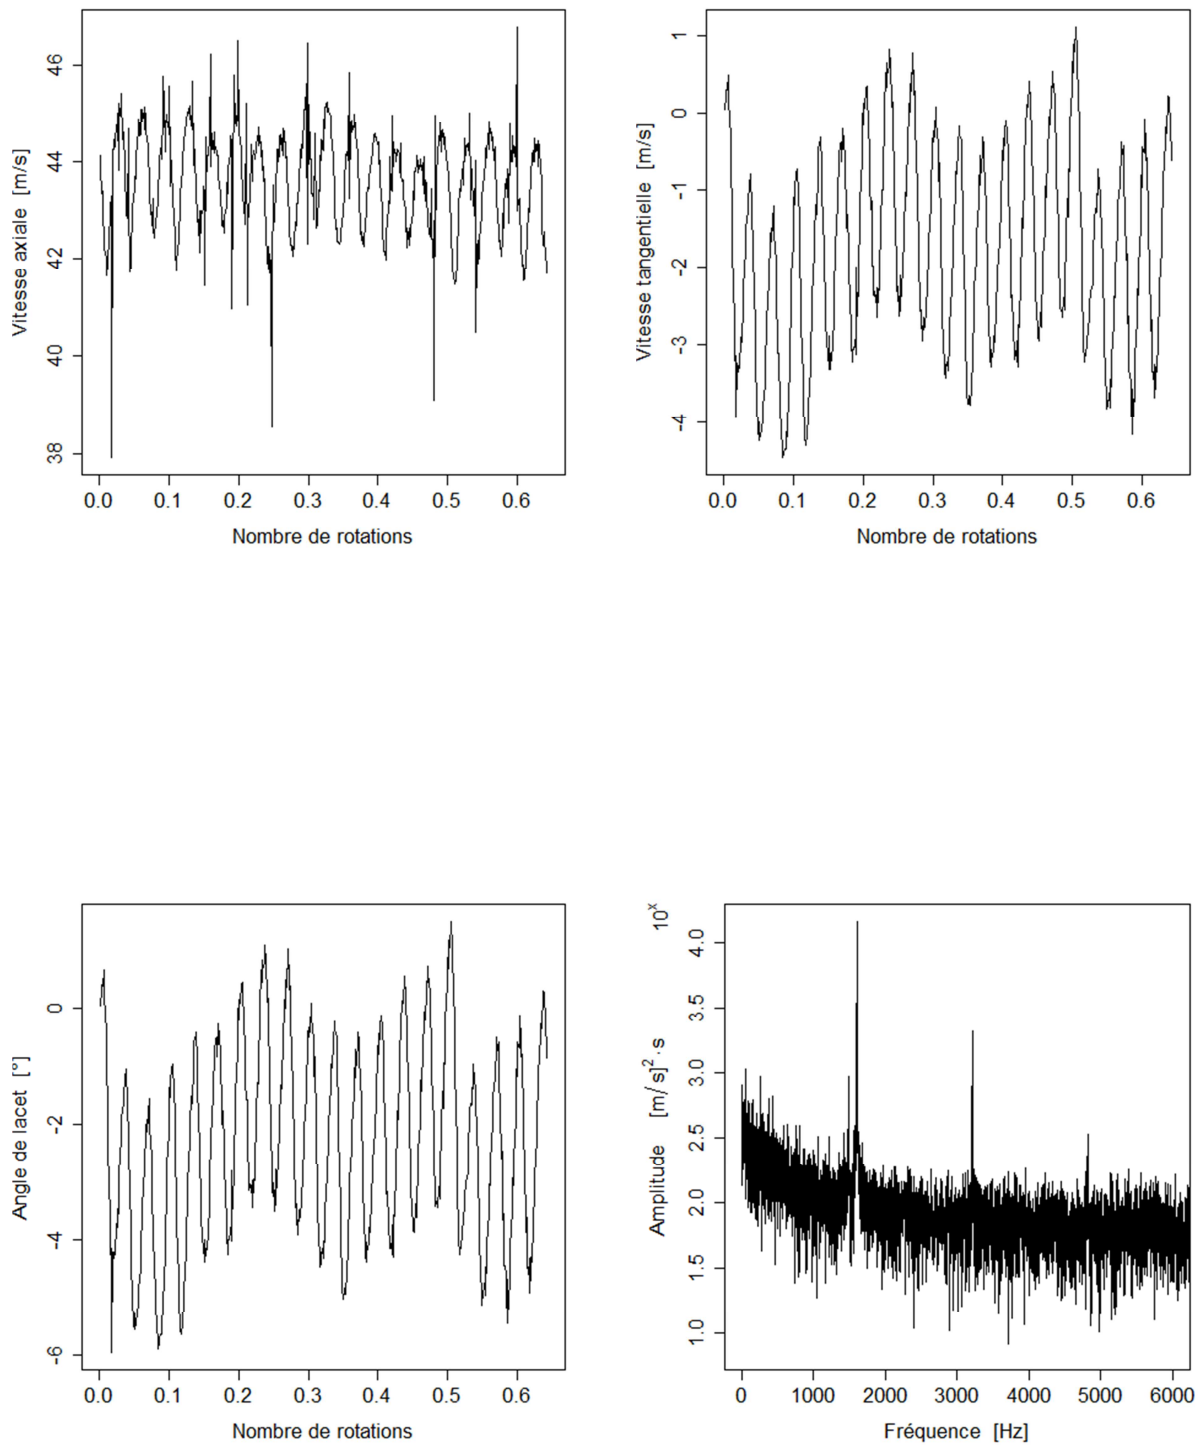 Vitesse axiale [m/s]
46
44
42
40
38
0.0 0.1 0.2 0.3 0.4 0.5 0.6
Nombre de rotations
Vitesse tangentielle [m/s]
1
0
-1
-2
-3
-4
0.0 0.1 0.2 0.3 0.4 0.5 0.6
Nombre de rotations
Angle de lacet [°]
0
-2
-4
-6
0.0 0.1 0.2 0.3 0.4 0.5 0.6
Nombre de rotations
Amplitude [m/s]² · s 10ˣ
4.0
3.5
3.0
2.5
2.0
1.5
1.0
0 1000 2000 3000 4000 5000 6000
Fréquence [Hz]